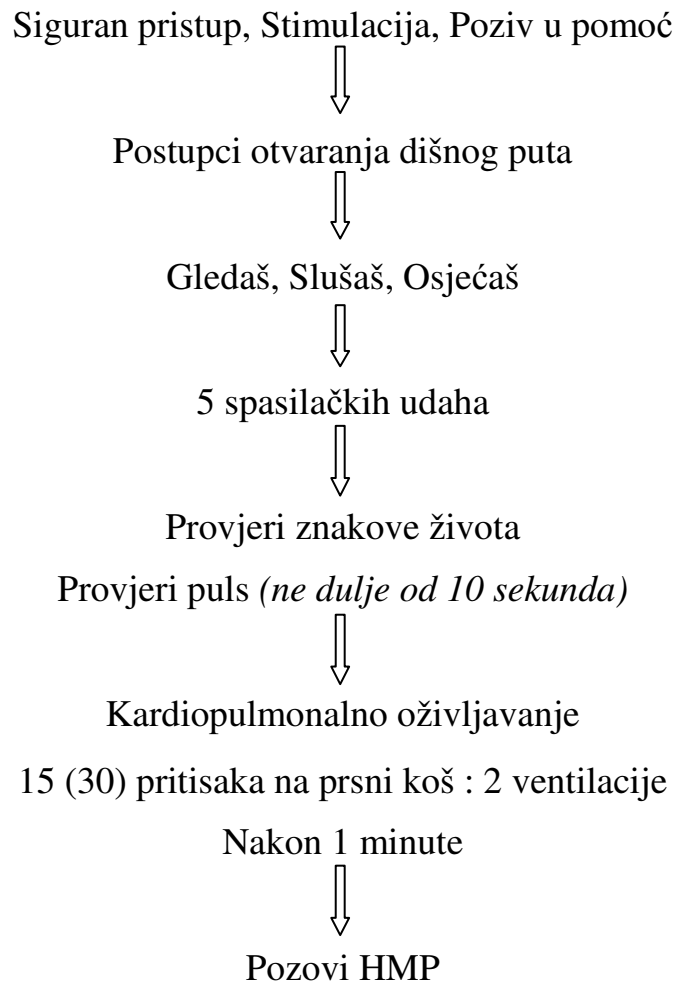 Siguran pristup, Stimulacija, Poziv u pomoć
Postupci otvaranja dišnog puta
Gledaš, Slušaš, Osjećaš
5 spasilačkih udaha
Provjeri znakove života
Provjeri puls (ne dulje od 10 sekunda)
Kardiopulmonalno oživljavanje
15 (30) pritisaka na prsni koš : 2 ventilacije
Nakon 1 minute
Pozovi HMP